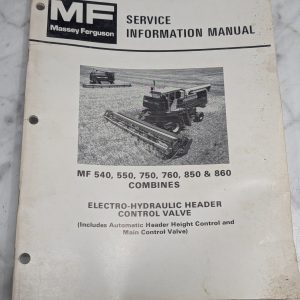 MF
Massey Ferguson
SERVICE
INFORMATION MANUAL
MF 540, 550, 750, 760, 850 & 860
COMBINES
ELECTRO-HYDRAULIC HEADER
CONTROL VALVE
(Includes Automatic Header Height Control and
Main Control Valve)